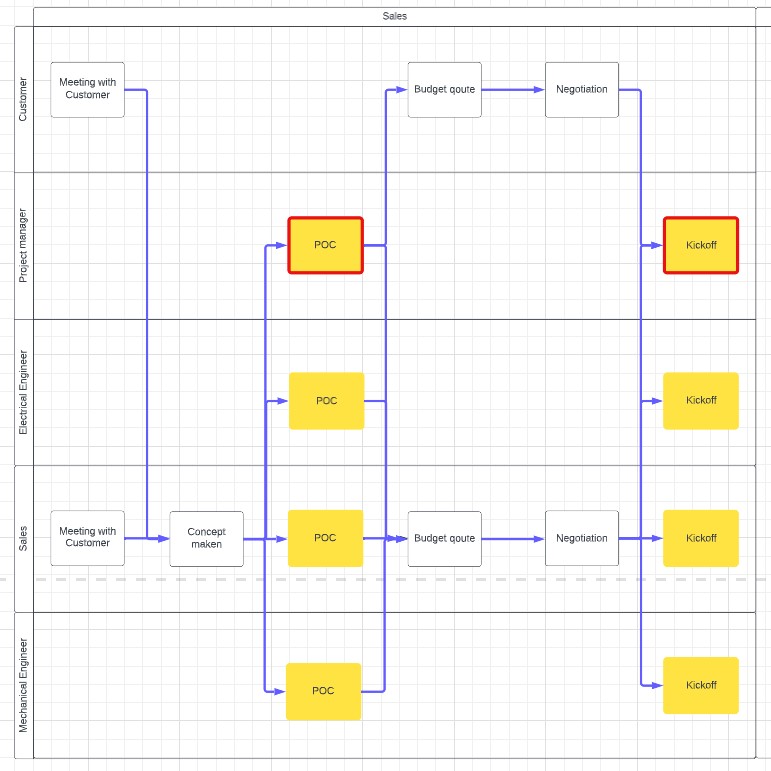 Sales
Customer
Meeting with
Customer
Budget qoute
Negotiation
Project manager
POC
Kickoff
Electrical Engineer
POC
Kickoff
Sales
Meeting with
Customer
Concept
maken
POC
Budget qoute
Negotiation
Kickoff
Mechanical Engineer
POC
Kickoff